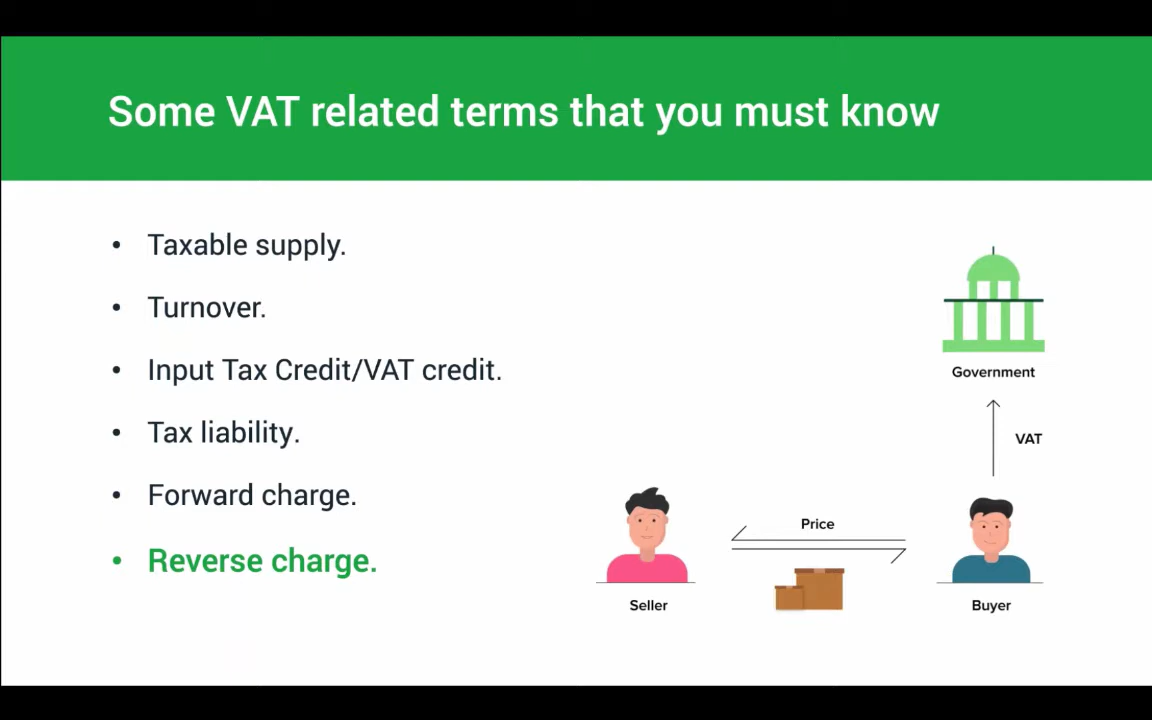 Some VAT related terms that you must know
• Taxable supply.
• Turnover.
• Input Tax Credit/VAT credit.
• Tax liability.
• Forward charge.
• Reverse charge.
Government
VAT
Price
Seller
Buyer